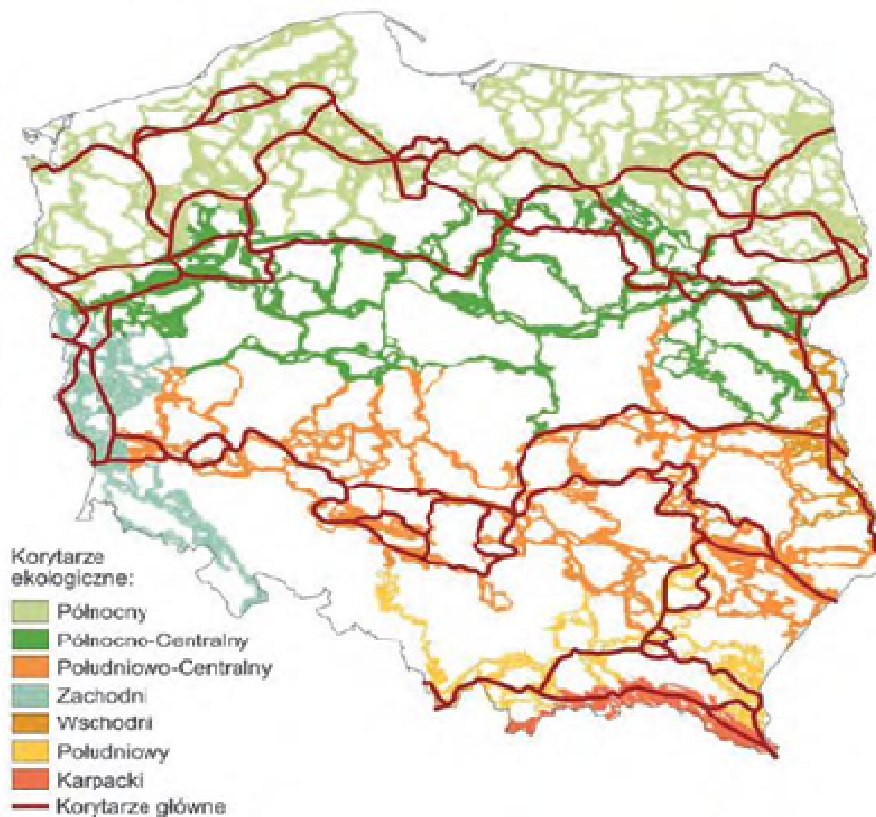 Korytarze
ekologiczne:
Północny
Północno-Centralny
Południowo-Centralny
Zachodni
Wschodni
Południowy
Karpacki
Korytarze główne